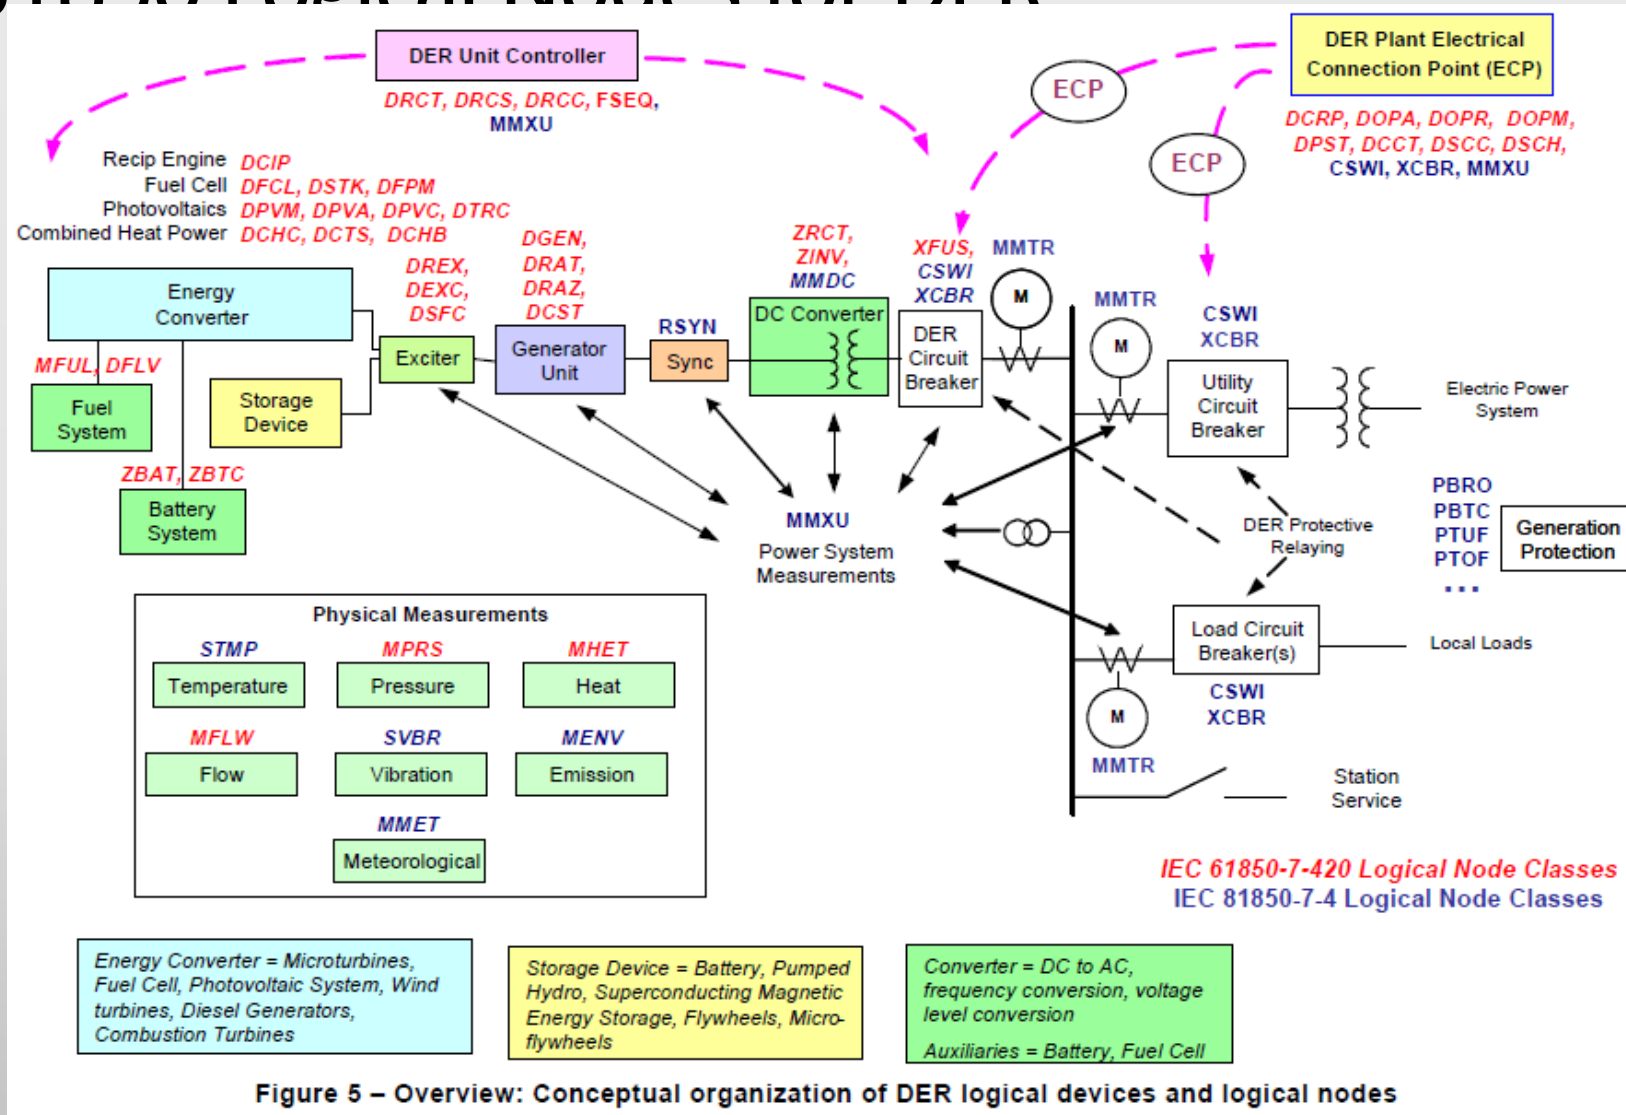 DER Unit Controller
DRCT, DRCS, DRCC, FSEQ,
MMXU
ECP
ECP
DER Plant Electrical
Connection Point (ECP)
DCRP, DOPA, DOPR, DOPM,
DPST, DCCT, DSCC, DSCH,
CSWI, XCBR, MMXU
Recip Engine DCIP
Fuel Cell DFCL, DSTK, DFPM
Photovoltaics DPVM, DPVA, DPVC, DTRC
Combined Heat Power DCHC, DCTS, DCHB
Energy
Converter
DREX,
DEXC,
DSFC
Exciter
DGEN,
DRAT,
DRAZ,
DCST
Generator
Unit
RSYN
Sync
ZRCT,
ZINV,
MMDC
DC Converter
XFUS,
CSWI
XCBR
DER
Circuit
Breaker
MMTR
M
MMTR
M
CSWI
XCBR
Utility
Circuit
Breaker
Electric Power
System
MFUL, DFLV
Fuel
System
Storage
Device
ZBAT, ZBTC
Battery
System
MMXU
Power System
Measurements
DER Protective
Relaying
PBRO
PBTC
PTUF
PTOF
...
Generation
Protection
Load Circuit
Breaker(s)
CSWI
XCBR
Local Loads
M
MMTR
Station
Service
Physical Measurements
STMP
Temperature
MPRS
Pressure
MHET
Heat
MFLW
Flow
SVBR
Vibration
MENV
Emission
MMET
Meteorological
IEC 61850-7-420 Logical Node Classes
IEC 81850-7-4 Logical Node Classes
Energy Converter = Microturbines,
Fuel Cell, Photovoltaic System, Wind
turbines, Diesel Generators,
Combustion Turbines
Storage Device = Battery, Pumped
Hydro, Superconducting Magnetic
Energy Storage, Flywheels, Micro-
flywheels
Converter = DC to AC,
frequency conversion, voltage
level conversion
Auxiliaries = Battery, Fuel Cell
Figure 5 – Overview: Conceptual organization of DER logical devices and logical nodes